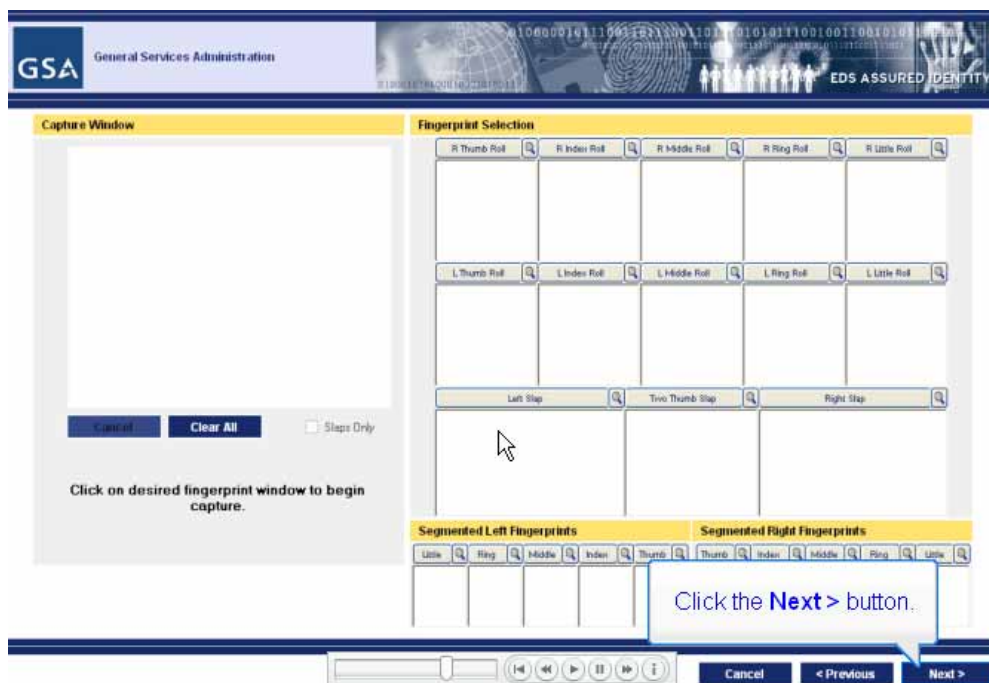 GSA
General Services Administration
EDS ASSURED IDENTITY
Capture Window
Cancel
Clear All
Slaps Only
Click on desired fingerprint window to begin
capture.
Fingerprint Selection
R Thumb Roll
R Index Roll
R Middle Roll
R Ring Roll
R Little Roll
L Thumb Roll
L Index Roll
L Middle Roll
L Ring Roll
L Little Roll
Left Slap
Two Thumb Slap
Right Slap
Segmented Left Fingerprints
Little
Ring
Middle
Index
Thumb
Segmented Right Fingerprints
Thumb
Index
Middle
Ring
Little
Click the Next > button.
Cancel
< Previous
Next >